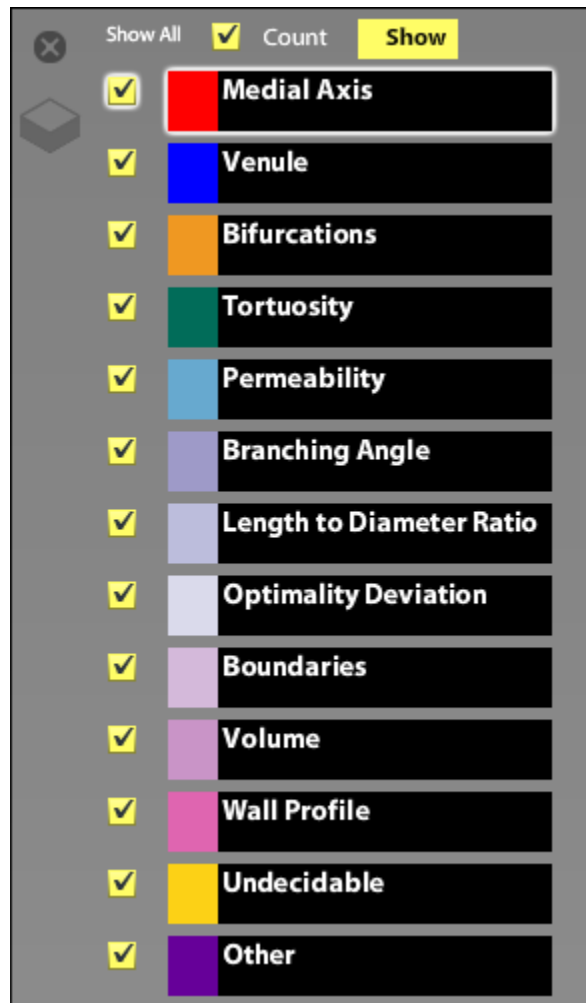 Show All Count Show
Medial Axis
Venule
Bifurcations
Tortuosity
Permeability
Branching Angle
Length to Diameter Ratio
Optimality Deviation
Boundaries
Volume
Wall Profile
Undecidable
Other